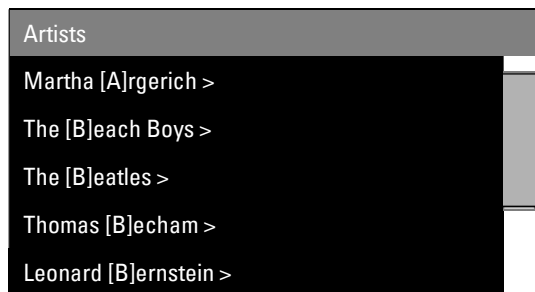 Artists
Martha [A]rgerich >
The [B]each Boys >
The [B]eatles >
Thomas [B]echam >
Leonard [B]ernstein >